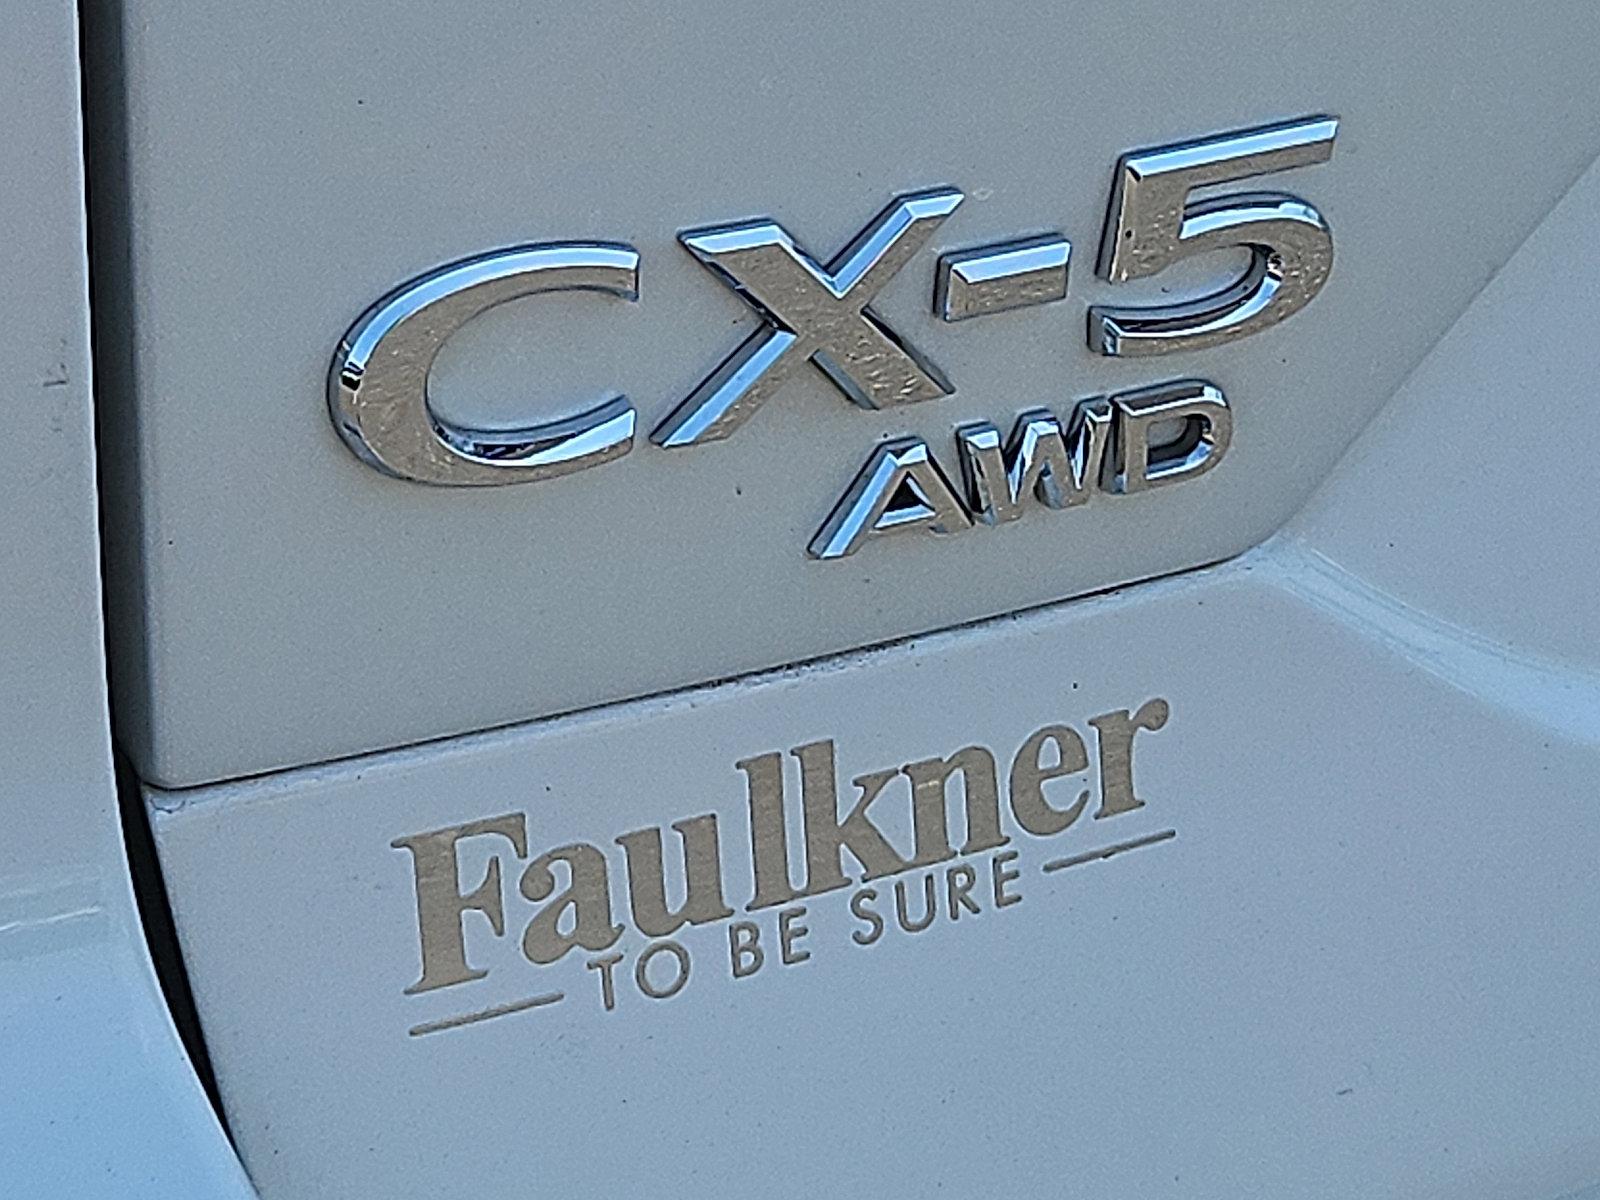 CX-5
AWD
Faulkner
TO BE SURE